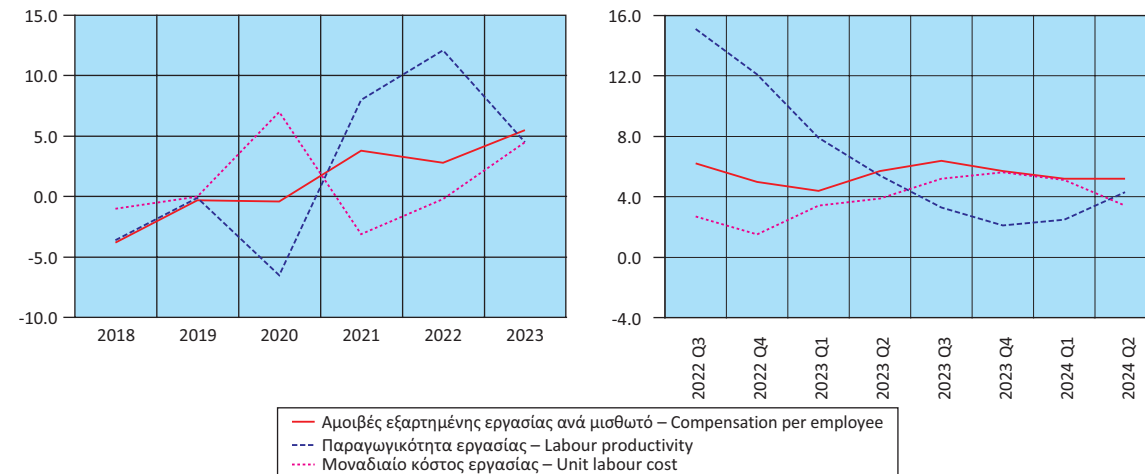 15.0
10.0
5.0
0.0
-5.0
-10.0
2018 2019 2020 2021 2022 2023
16.0
12.0
8.0
4.0
0.0
-4.0
2022 Q3
2022 Q4
2023 Q1
2023 Q2
2023 Q3
2023 Q4
2024 Q1
2024 Q2
Αμοιβές εξαρτημένης εργασίας ανά μισθωτό – Compensation per employee
Παραγωγικότητα εργασίας – Labour productivity
Μοναδιαίο κόστος εργασίας – Unit labour cost